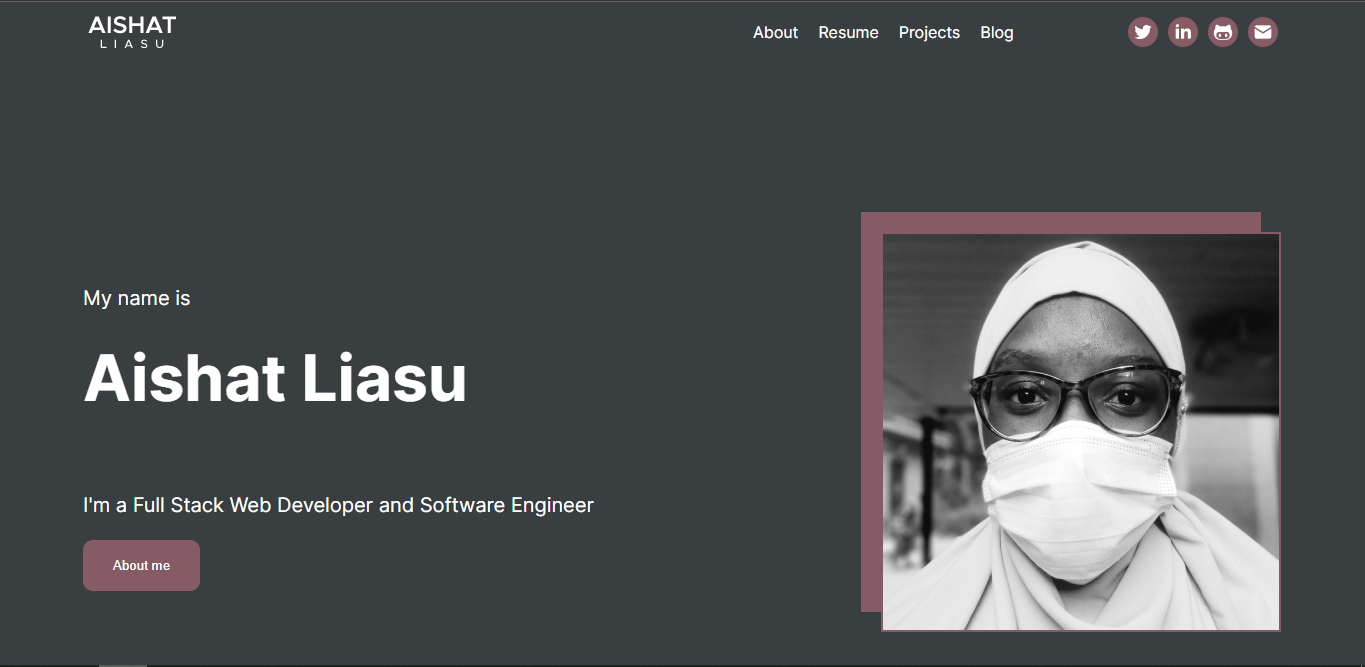 AISHAT
LIASU
About Resume Projects Blog
My name is
Aishat Liasu
I'm a Full Stack Web Developer and Software Engineer
About me